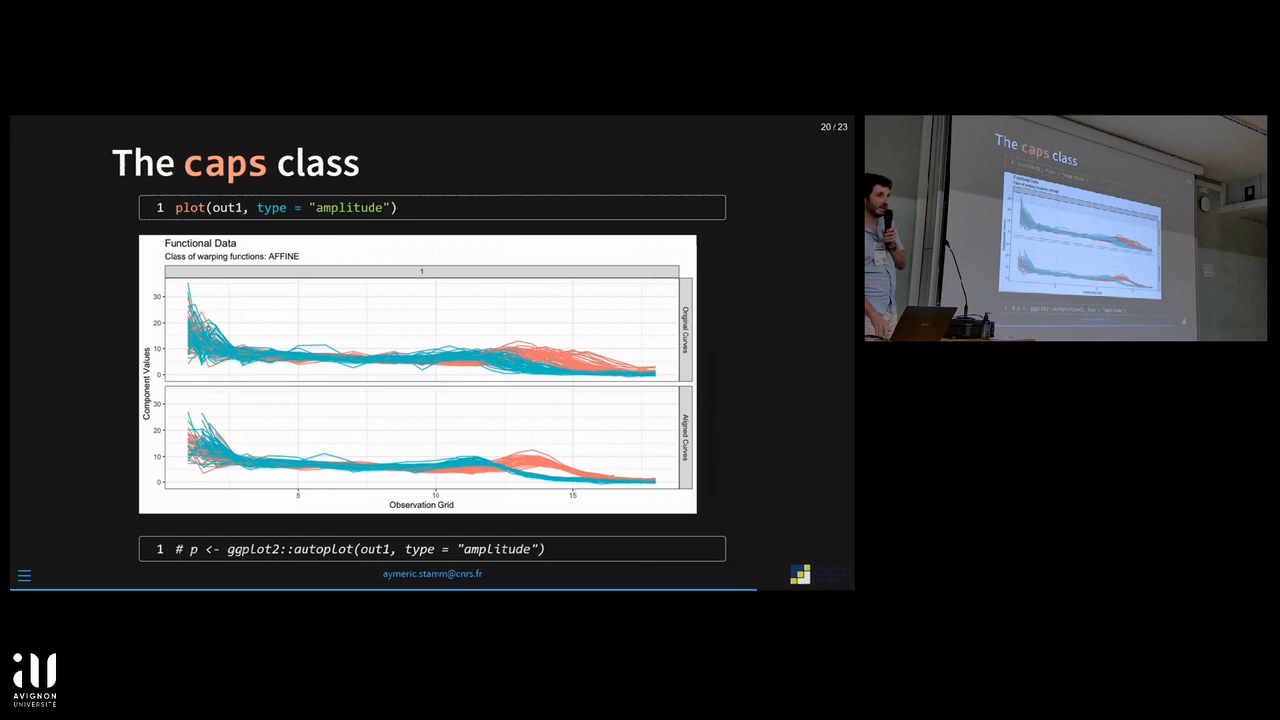 20 / 23
The caps class
1 plot(out1, type = "amplitude")
Functional Data
Class of warping functions: AFFINE
1
30
20
10
0
Original Curves
30
20
10
0
Aligned Curves
Component Values
5
10
15
Observation Grid
1 # p <- ggplot2::autoplot(out1, type = "amplitude")
aymeric.stamm@cnrs.fr
The caps class
AVIGNON
UNIVERSITÉ